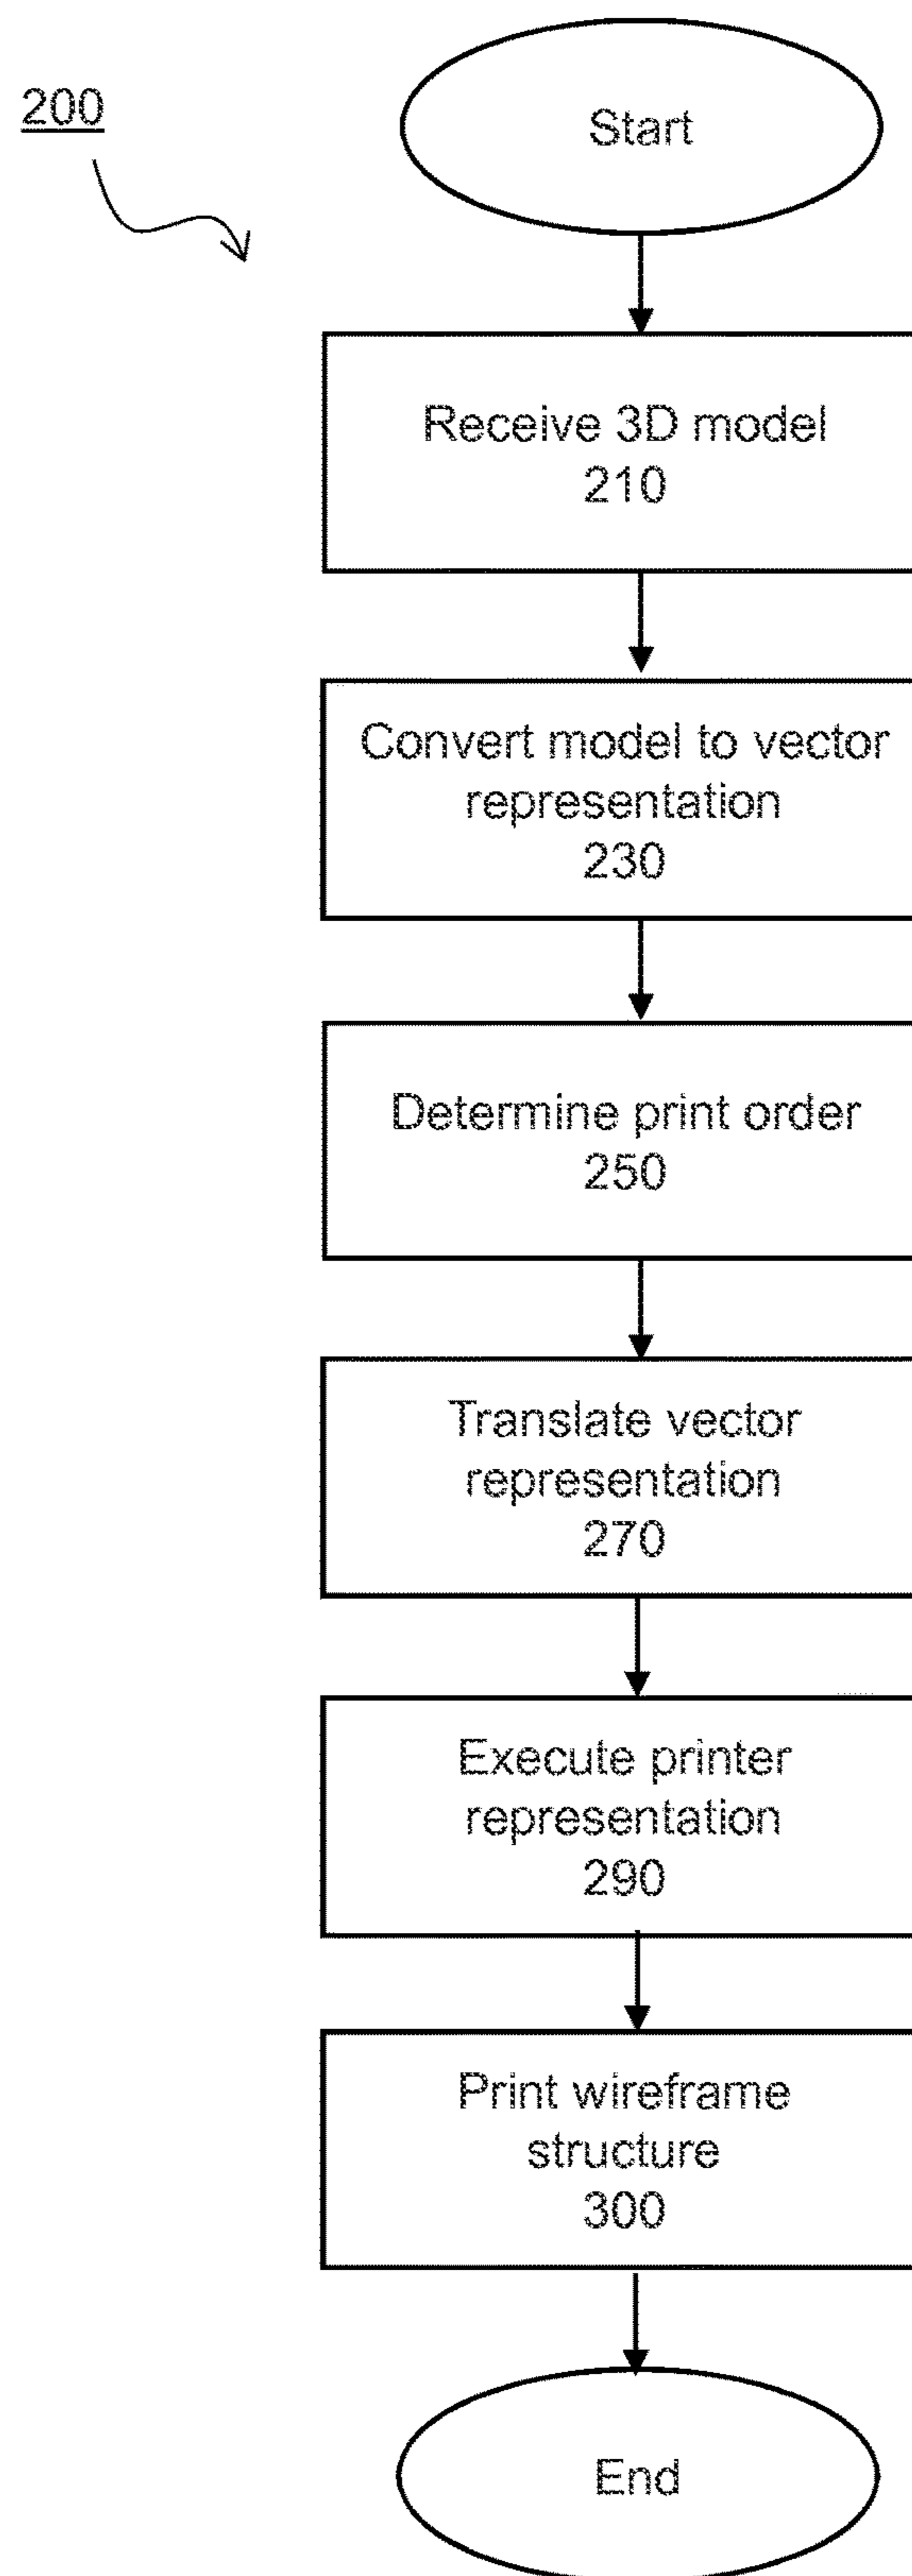 200
Start
Receive 3D model
210
Convert model to vector
representation
230
Determine print order
250
Translate vector
representation
270
Execute printer
representation
290
Print wireframe
structure
300
End